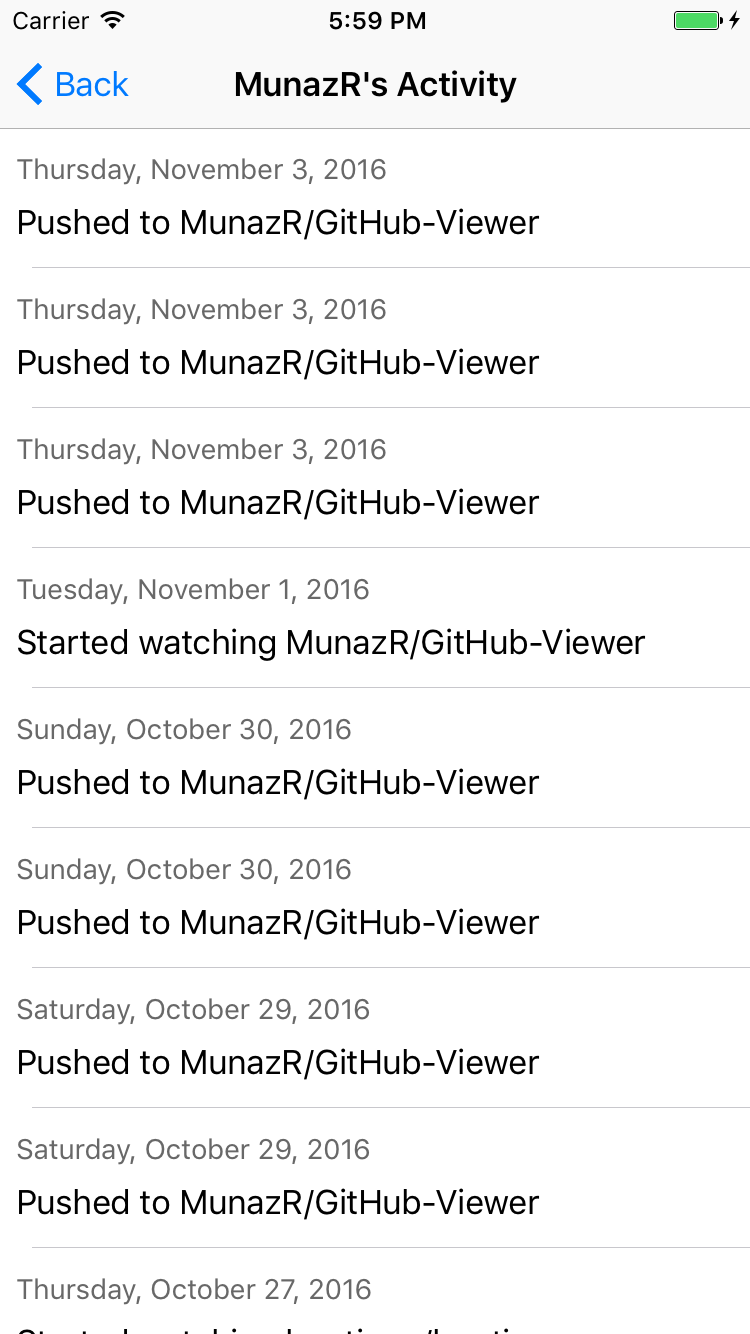 Carrier 5:59 PM
Back MunazR's Activity
Thursday, November 3, 2016
Pushed to MunazR/GitHub-Viewer
Thursday, November 3, 2016
Pushed to MunazR/GitHub-Viewer
Thursday, November 3, 2016
Pushed to MunazR/GitHub-Viewer
Tuesday, November 1, 2016
Started watching MunazR/GitHub-Viewer
Sunday, October 30, 2016
Pushed to MunazR/GitHub-Viewer
Sunday, October 30, 2016
Pushed to MunazR/GitHub-Viewer
Saturday, October 29, 2016
Pushed to MunazR/GitHub-Viewer
Saturday, October 29, 2016
Pushed to MunazR/GitHub-Viewer
Thursday, October 27, 2016
Started watching